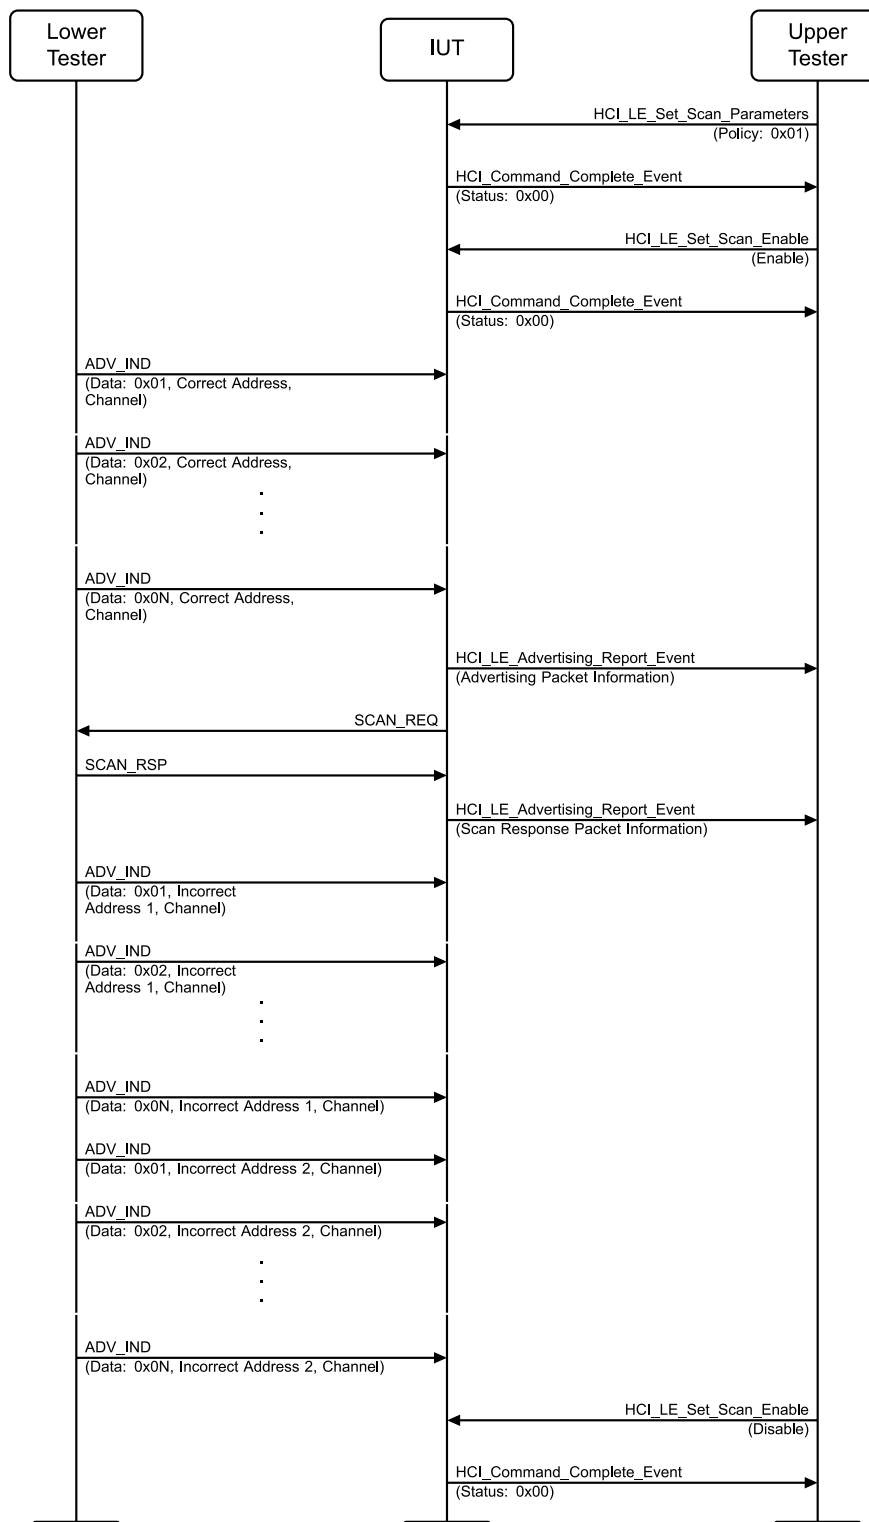 Lower
Tester
IUT
Upper
Tester
HCI_LE_Set_Scan_Parameters
(Policy: 0x01)
HCI_Command_Complete_Event
(Status: 0x00)
HCI_LE_Set_Scan_Enable
(Enable)
HCI_Command_Complete_Event
(Status: 0x00)
ADV_IND
(Data: 0x01, Correct Address,
Channel)
ADV_IND
(Data: 0x02, Correct Address,
Channel)
ADV_IND
(Data: 0x0N, Correct Address,
Channel)
HCI_LE_Advertising_Report_Event
(Advertising Packet Information)
SCAN_REQ
SCAN_RSP
HCI_LE_Advertising_Report_Event
(Scan Response Packet Information)
ADV_IND
(Data: 0x01, Incorrect
Address 1, Channel)
ADV_IND
(Data: 0x02, Incorrect
Address 1, Channel)
ADV_IND
(Data: 0x0N, Incorrect Address 1, Channel)
ADV_IND
(Data: 0x01, Incorrect Address 2, Channel)
ADV_IND
(Data: 0x02, Incorrect Address 2, Channel)
ADV_IND
(Data: 0x0N, Incorrect Address 2, Channel)
HCI_LE_Set_Scan_Enable
(Disable)
HCI_Command_Complete_Event
(Status: 0x00)